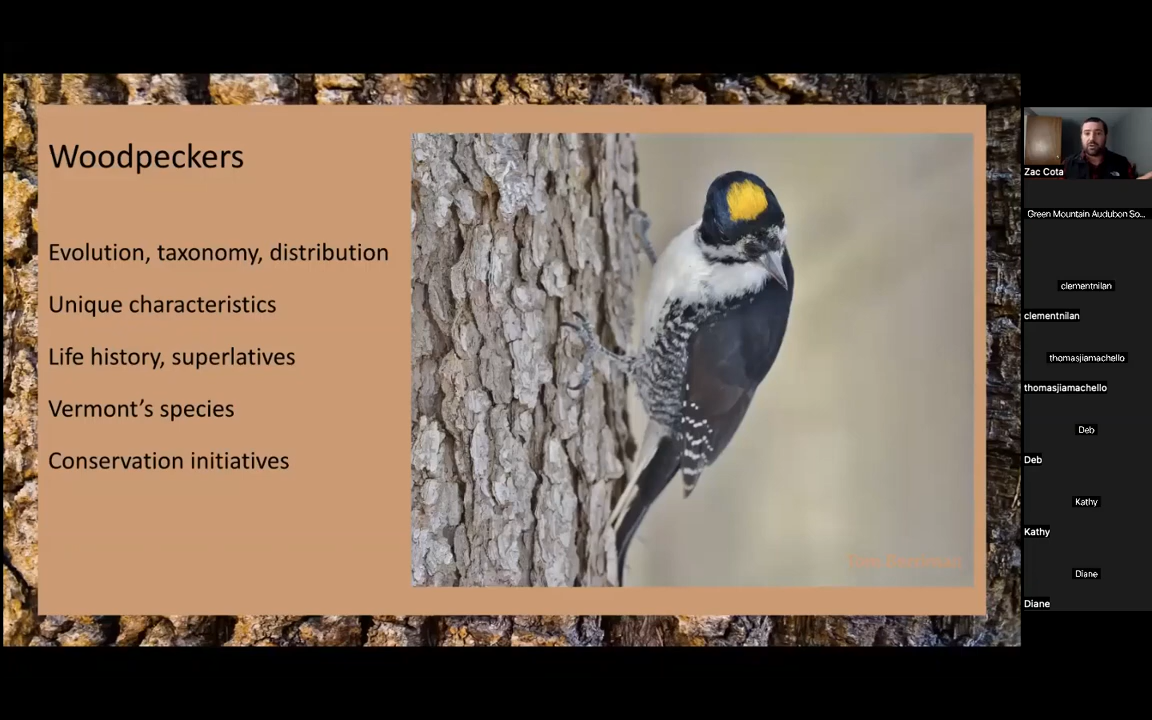 Woodpeckers
Evolution, taxonomy, distribution
Unique characteristics
Life history, superlatives
Vermont’s species
Conservation initiatives
Zac Cota
Green Mountain Audubon So...
clementnilan
clementnilan
thomasjiamachello
thomasjiamachello
Deb
Deb
Kathy
Kathy
Diane
Diane